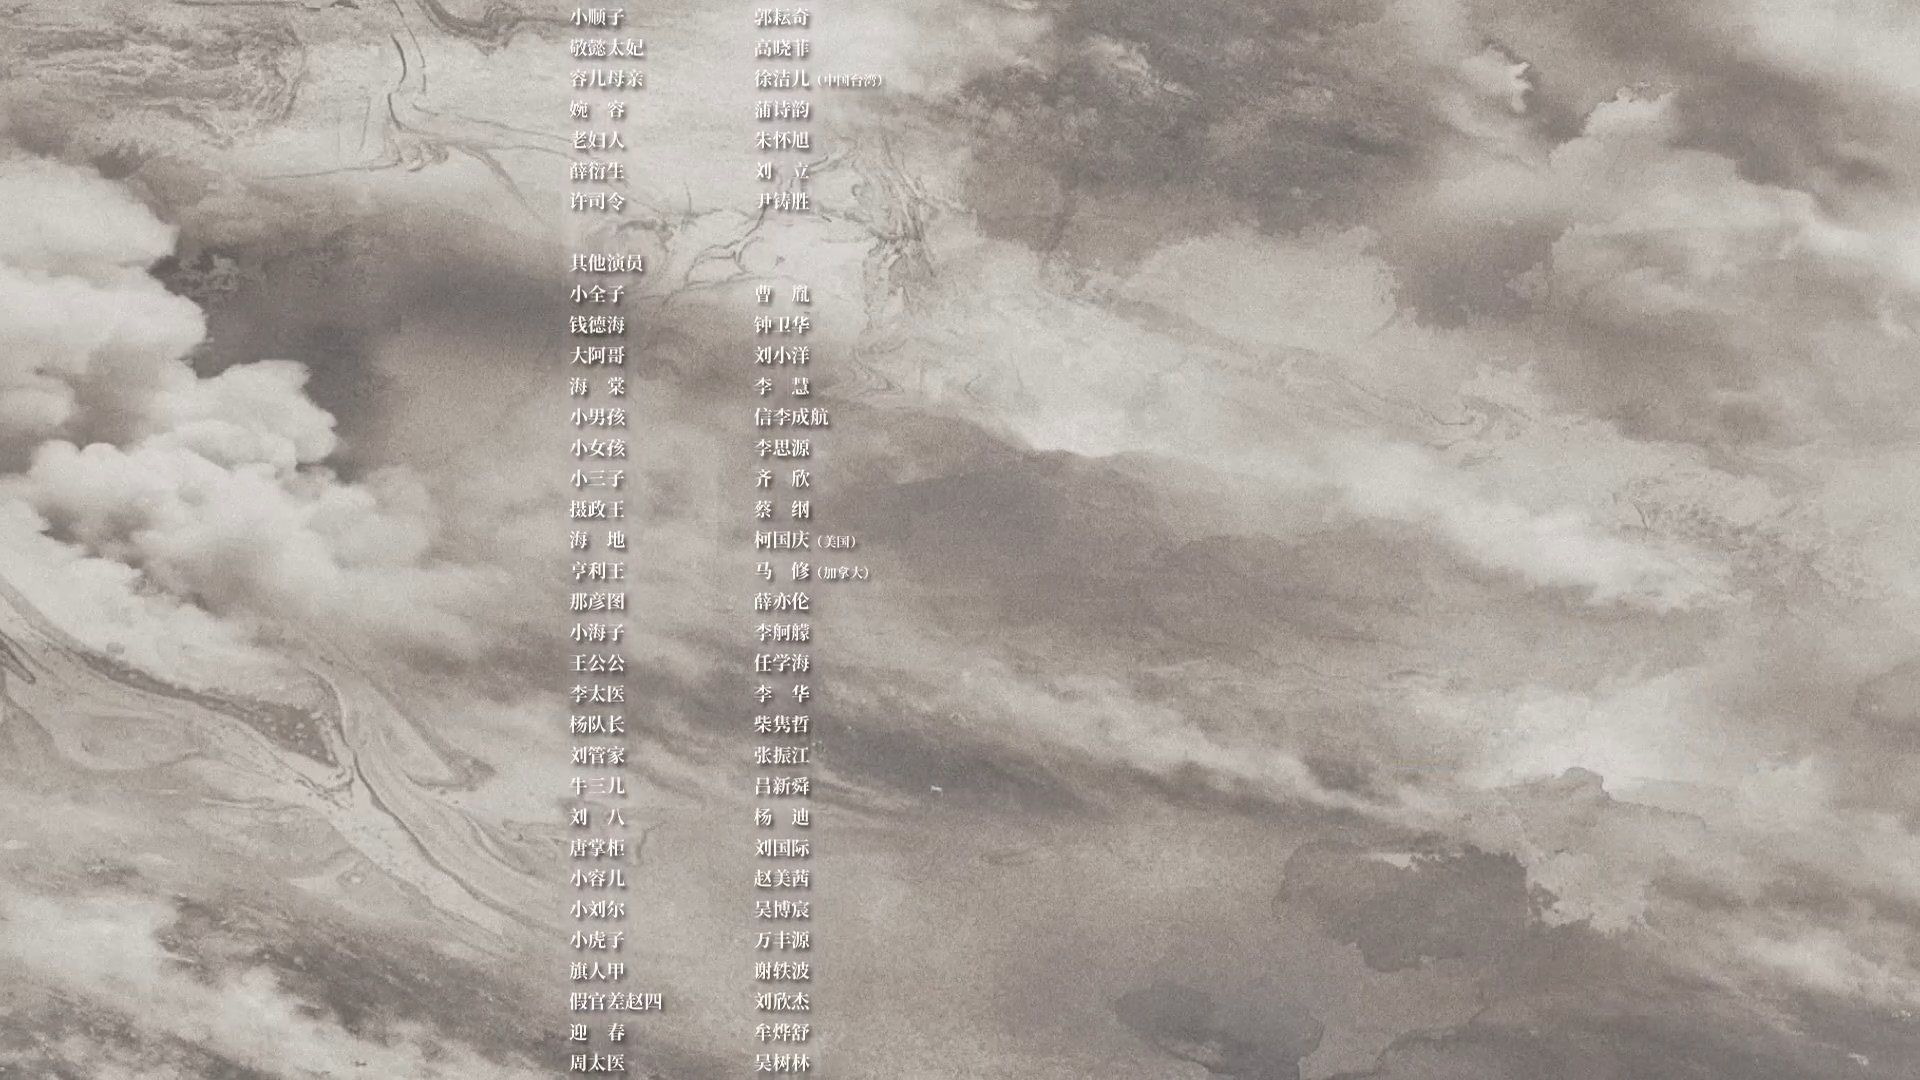 小顺子 郭耘奇
敬懿太妃 高晓菲
容儿母亲 徐洁儿（中国台湾）
婉 容 蒲诗韵
老妇人 朱怀旭
薛衍生 刘 立
许司令 尹铸胜
其他演员
小全子 曹 胤
钱德海 钟卫华
大阿哥 刘小洋
海 棠 李 慧
小男孩 信李成航
小女孩 李思源
小三子 齐 欣
摄政王 蔡 纲
海 地 柯国庆（美国）
亨利王 马 修（加拿大）
那彦图 薛亦伦
小海子 李舸艨
王公公 任学海
李太医 李 华
杨队长 柴隽哲
刘管家 张振江
牛三儿 吕新舜
刘 八 杨 迪
唐掌柜 刘国际
小容儿 赵美茜
小刘尔 吴博宸
小虎子 万丰源
旗人甲 谢轶波
假官差赵四 刘欣杰
迎 春 牟烨舒
周太医 吴树林